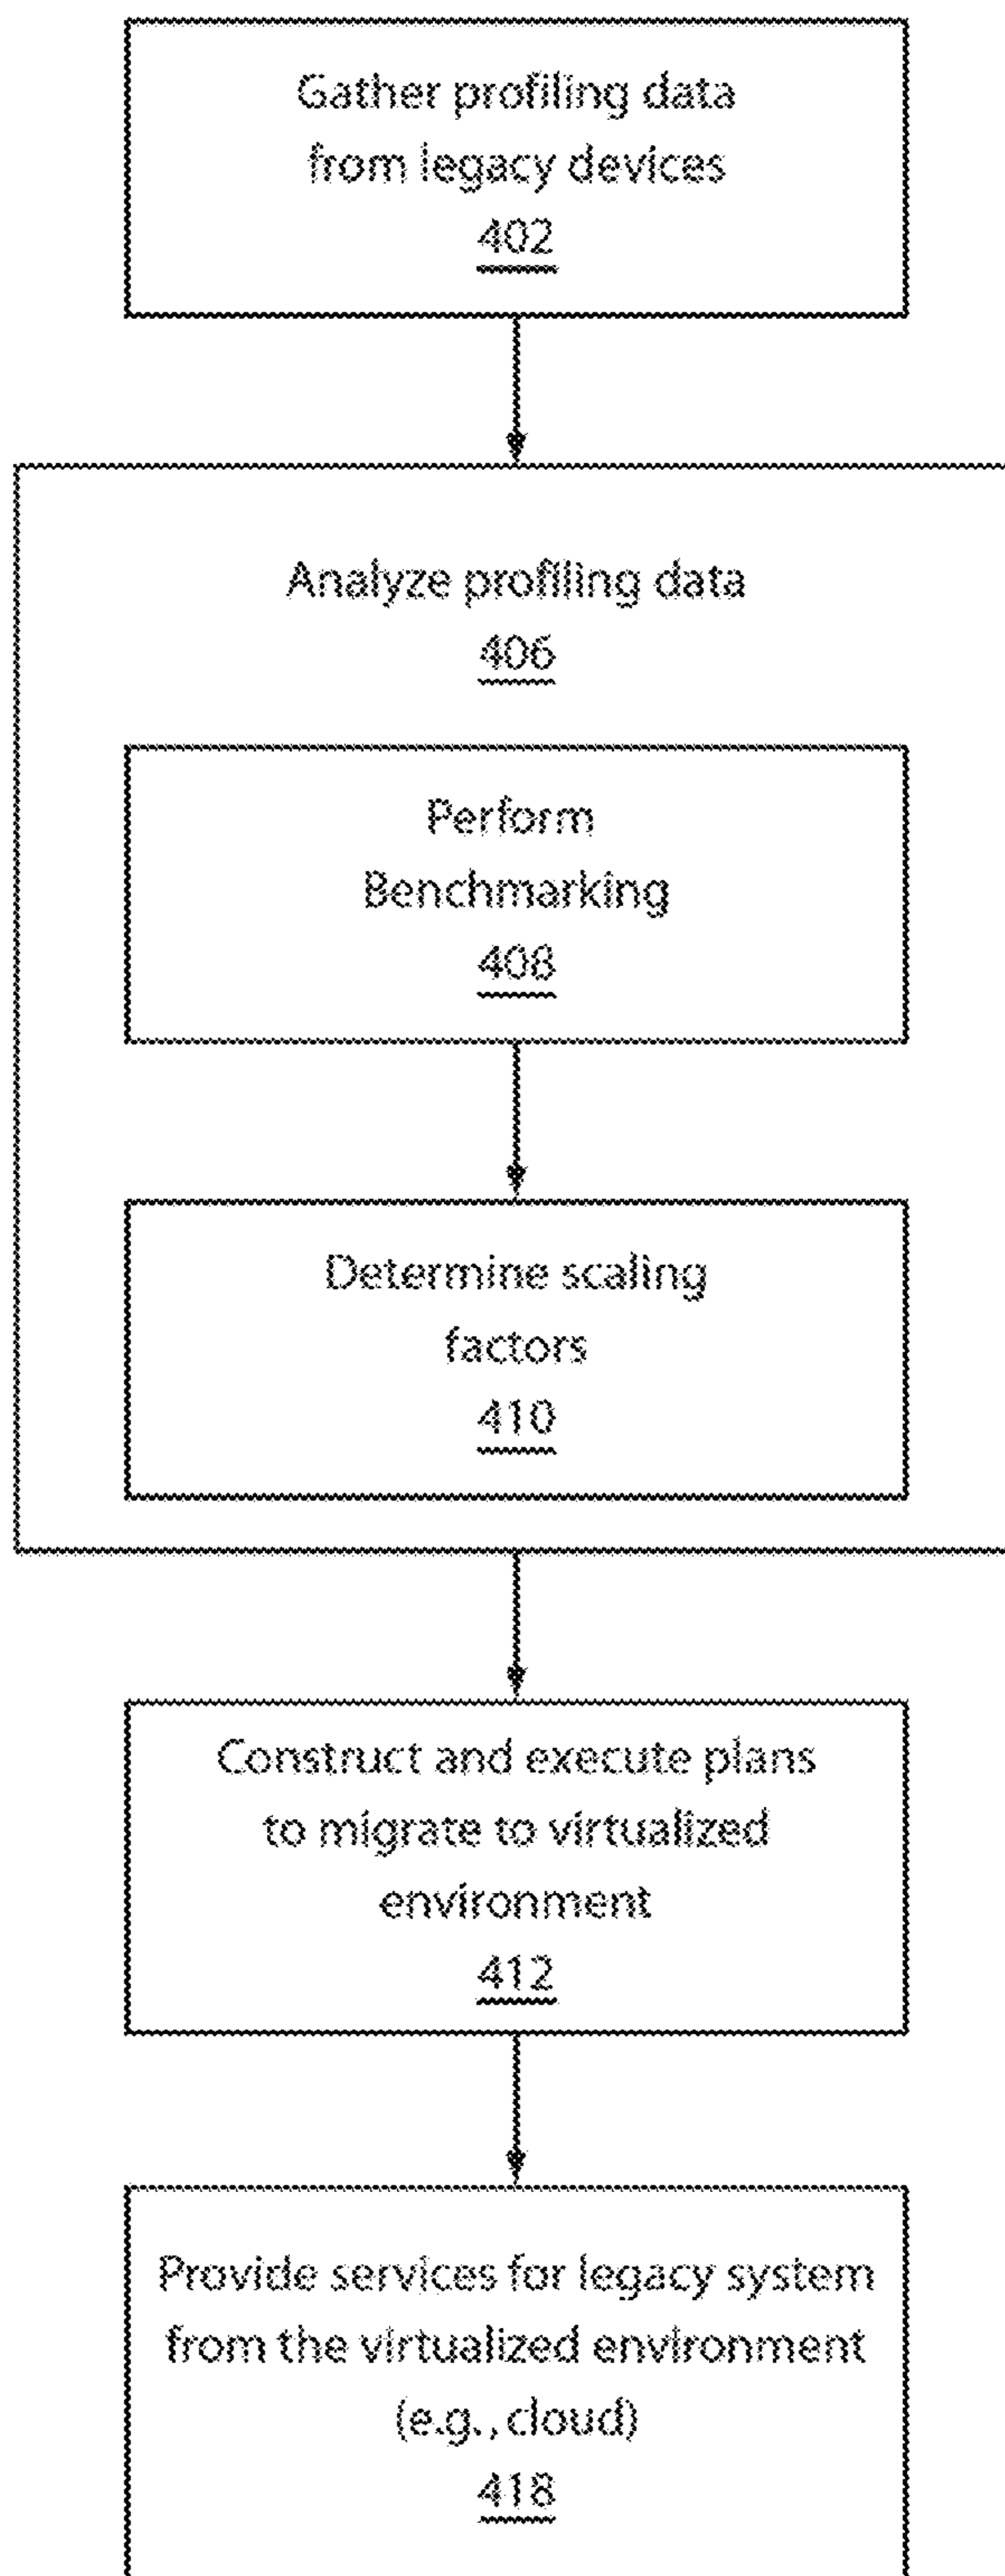 Gather profiling data
from legacy devices
402
Analyze profiling data
406
Perform
Benchmarking
408
Determine scaling
factors
410
Construct and execute plans
to migrate to virtualized
environment
412
Provide services for legacy system
from the virtualized environment
(e.g., cloud)
418